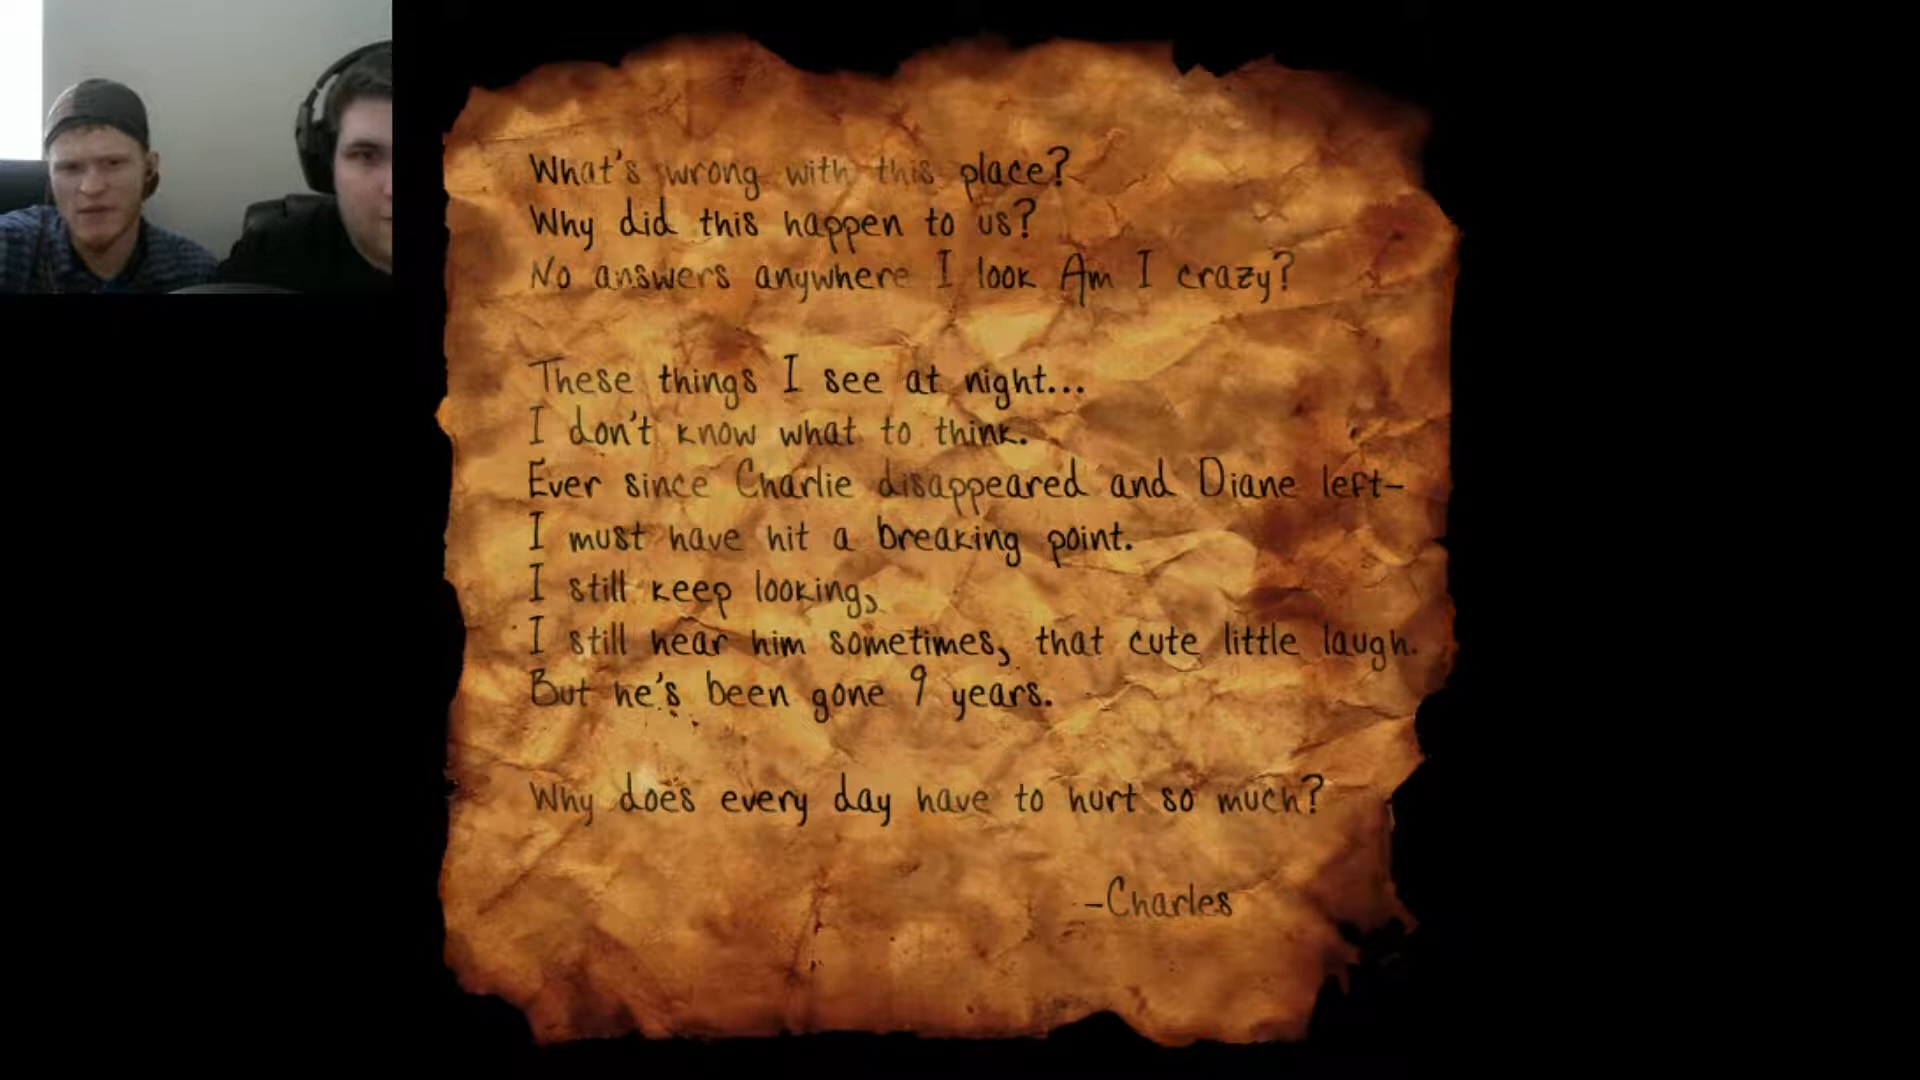 What's wrong with this place?
Why did this happen to us?
No answers anywhere I look Am I crazy?
These things I see at night...
I don't know what to think.
Ever since Charlie disappeared and Diane left-
I must have hit a breaking point.
I still keep looking,
I still hear him sometimes, that cute little laugh.
But he's been gone 9 years.
Why does every day have to hurt so much?
-Charles